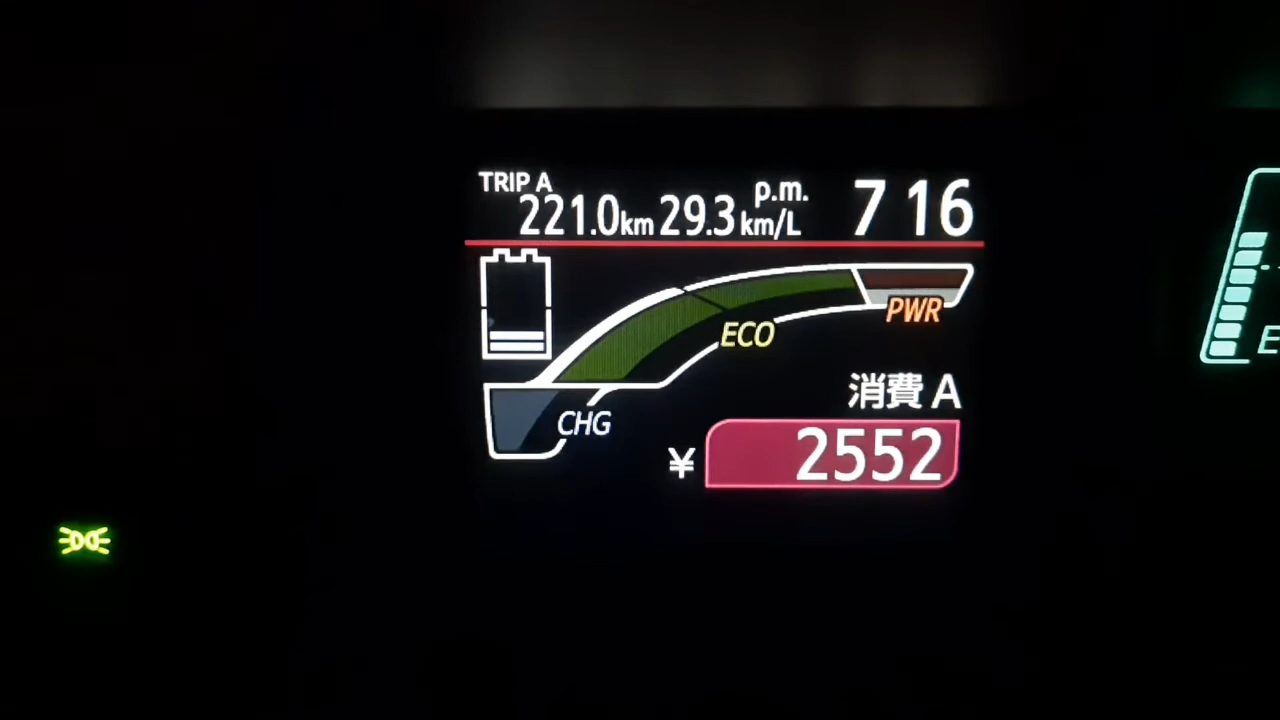 TRIP A
221.0km 29.3km/L p.m. 7 16
ECO
PWR
CHG
消費 A
¥ 2552
E